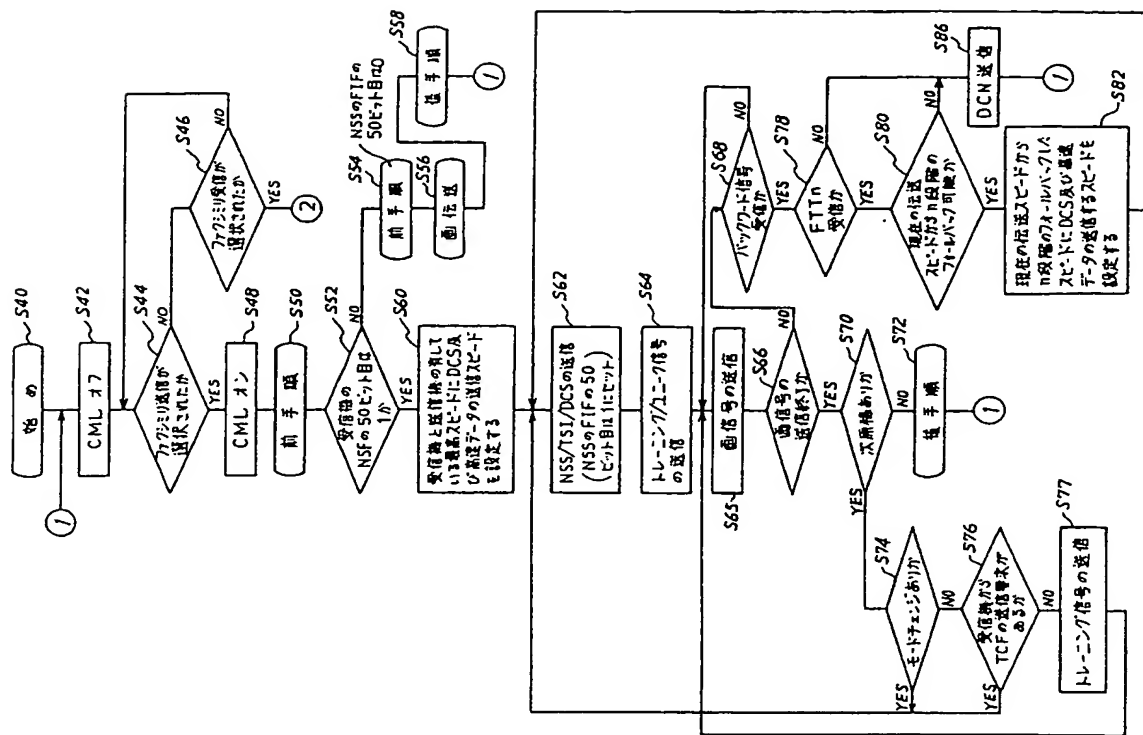 S40
始め
①
S42
CML オフ
S44
ファクシミリ送信が
選択されたか
NO
YES
S46
ファクシミリ受信が
選択されたか
NO
YES
②
S48
CML オン
S50
前手順
S52
受信機の
NSFの50ビット目は
1か
NO
YES
S54
NSSのFIFの
50ビット目は0
前手順
S56
画伝送
S58
後手順
①
S60
受信機と送信機の有して
いる最高スピードにDCS及
び高速データの送信スピード
を設定する
S62
NSS/TSI/DCSの送信
(NSSのFIFの50
ビット目は1にセット)
S64
トレーニング/ユニーク信号
の送信
S65
画信号の送信
S66
画信号の
送信終了か
NO
YES
S68
バックワード信号
受信か
NO
YES
S70
次原稿ありか
YES
NO
S72
後手順
①
S74
モードチェンジありか
YES
NO
S76
受信機から
TCFの送信要求が
あるか
YES
NO
S77
トレーニング信号の送信
S78
FTTn
受信か
NO
YES
S80
現在の伝送
スピードからn段階の
フォールバック可能か
NO
YES
S82
現在の伝送スピードから
n段階のフォールバックした
スピードにDCS及び高速
データの送信するスピードを
設定する
S86
DCN 送信
①